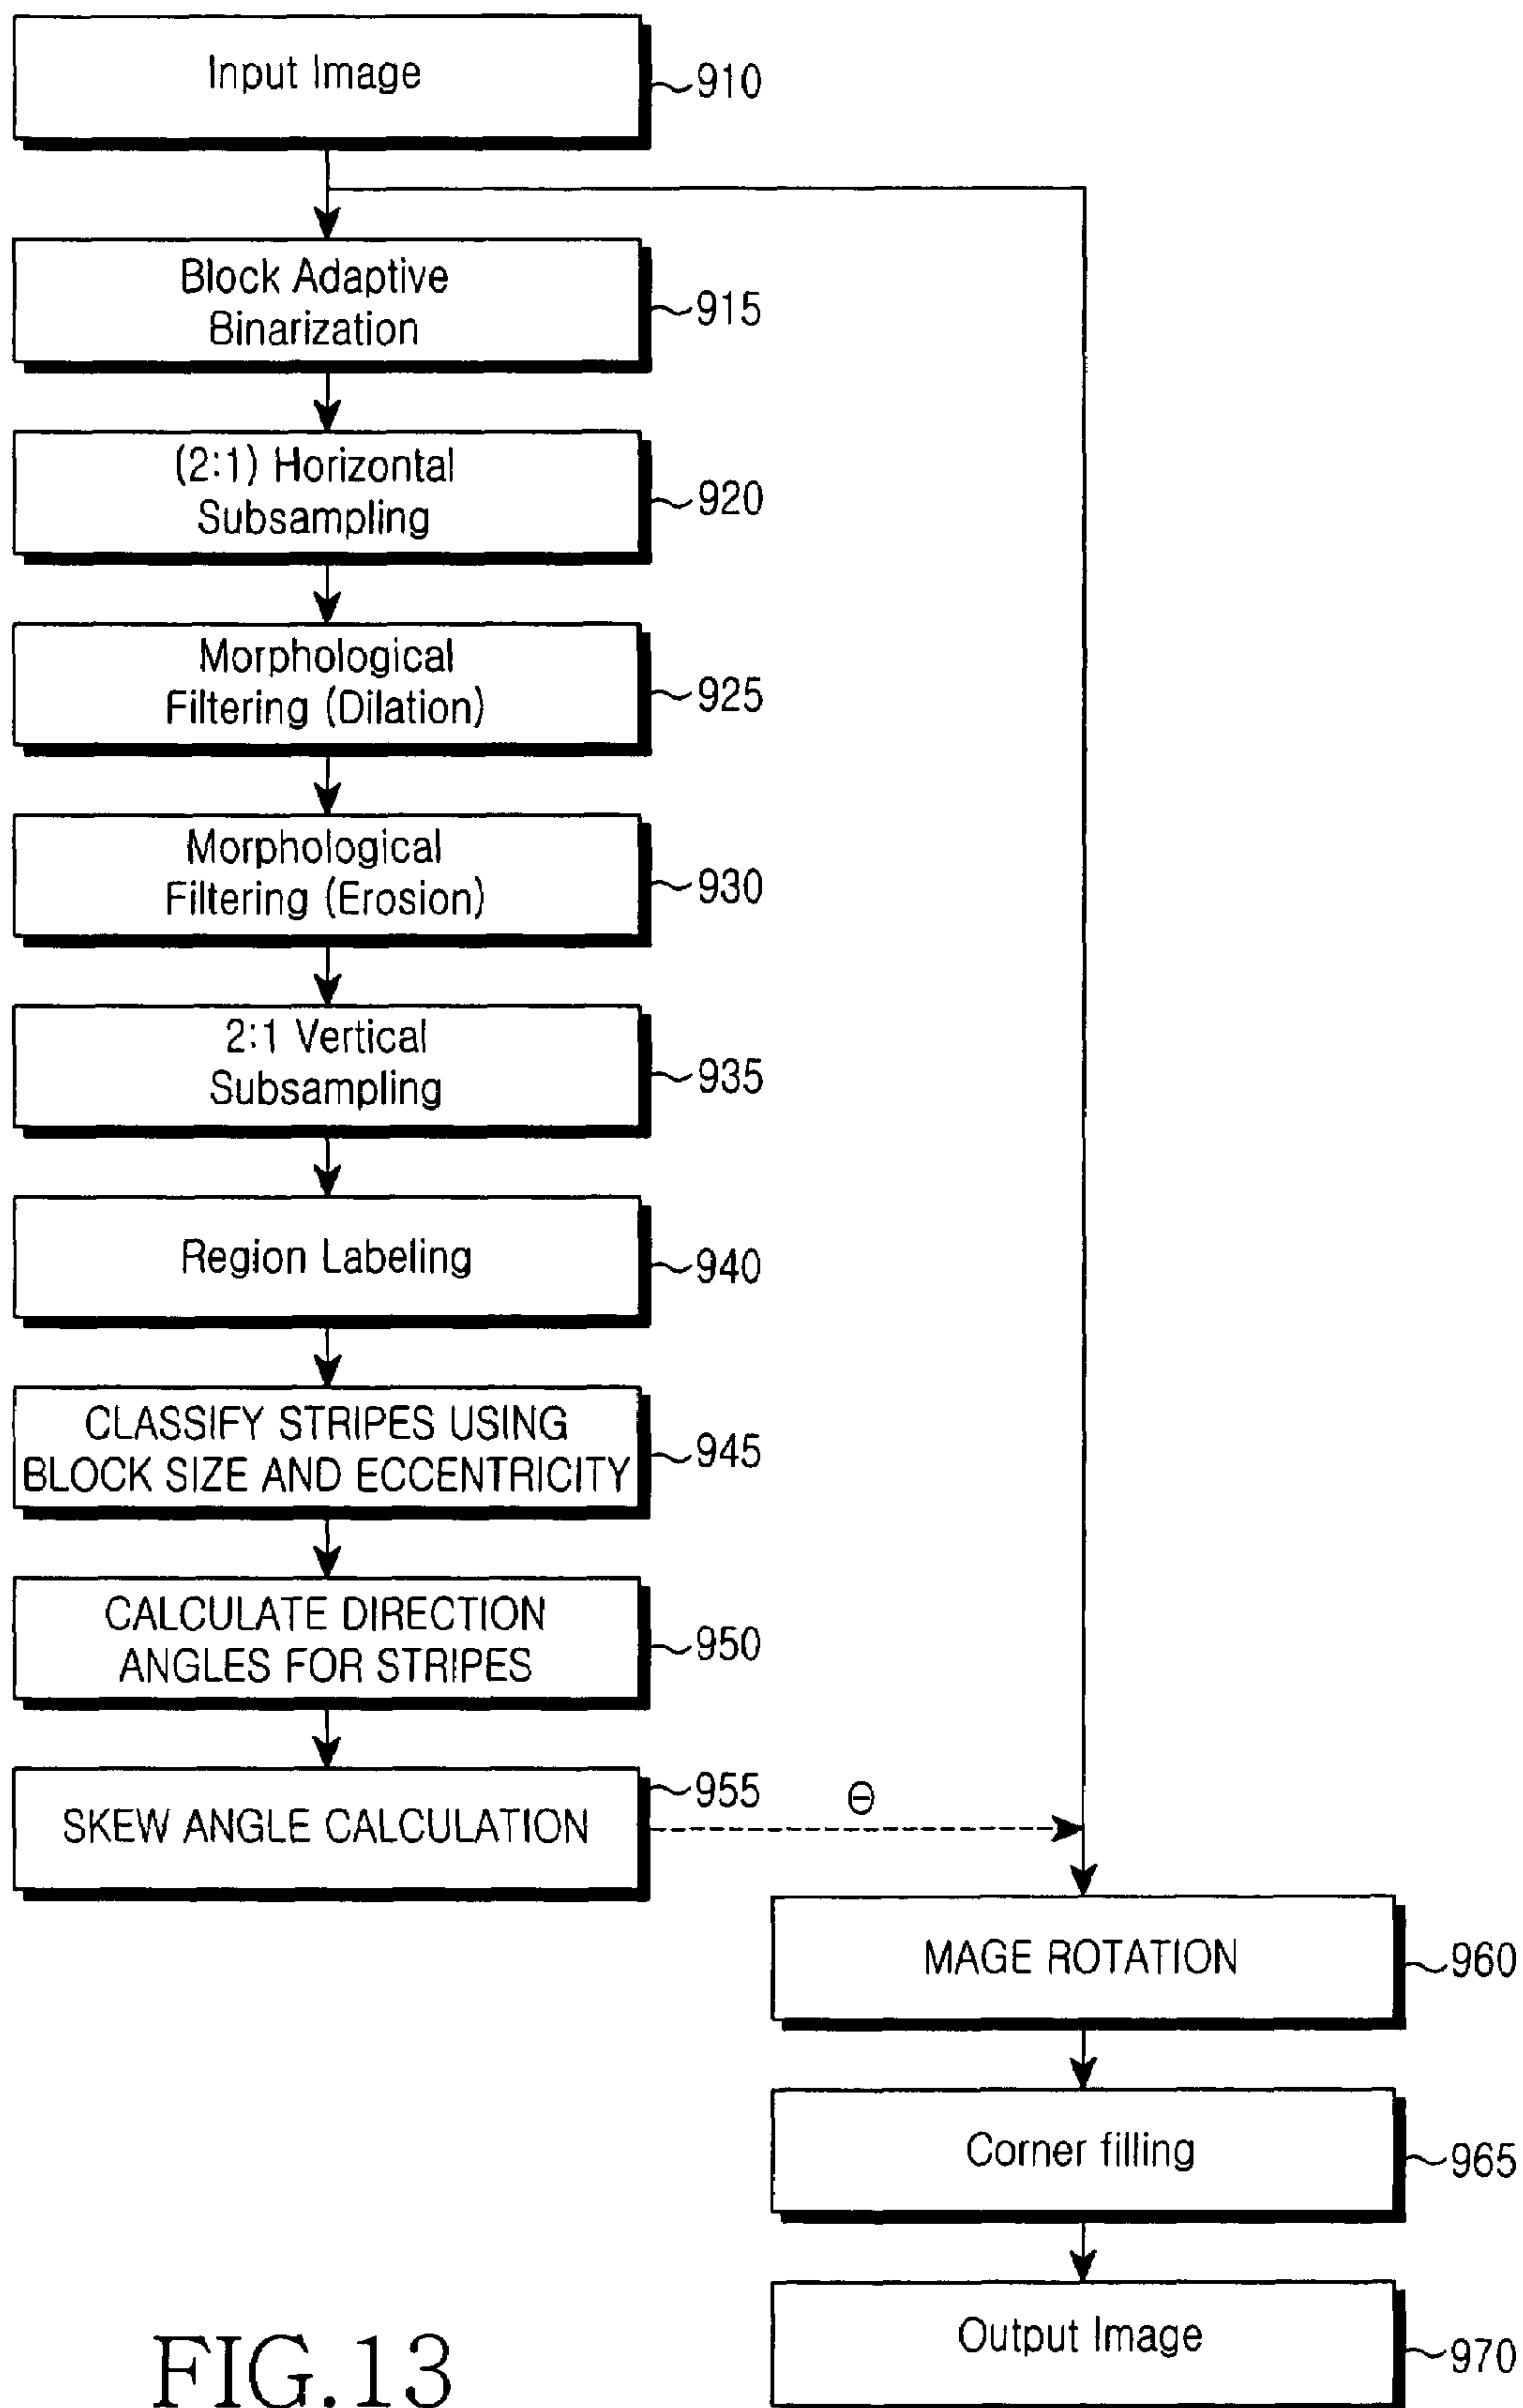 Input Image
910
Block Adaptive
Binarization
915
(2:1) Horizontal
Subsampling
920
Morphological
Filtering (Dilation)
925
Morphological
Filtering (Erosion)
930
2:1 Vertical
Subsampling
935
Region Labeling
940
CLASSIFY STRIPES USING
BLOCK SIZE AND ECCENTRICITY
945
CALCULATE DIRECTION
ANGLES FOR STRIPES
950
SKEW ANGLE CALCULATION
955
Θ
MAGE ROTATION
960
Corner filling
965
Output Image
970
FIG.13